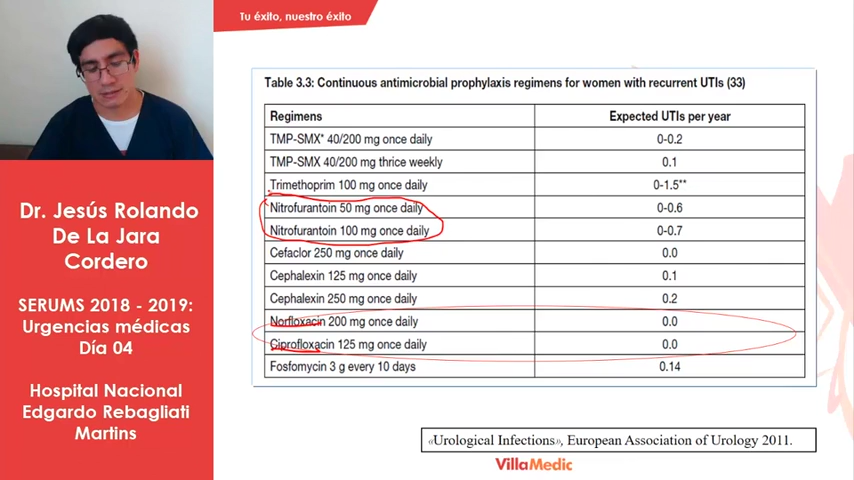 Tu éxito, nuestro éxito
Dr. Jesús Rolando
De La Jara
Cordero
SERUMS 2018 - 2019:
Urgencias médicas
Día 04
Hospital Nacional
Edgardo Rebagliati
Martins
Table 3.3: Continuous antimicrobial prophylaxis regimens for women with recurrent UTIs (33)
Regimens Expected UTIs per year
TMP-SMX* 40/200 mg once daily 0-0.2
TMP-SMX 40/200 mg thrice weekly 0.1
Trimethoprim 100 mg once daily 0-1.5**
Nitrofurantoin 50 mg once daily 0-0.6
Nitrofurantoin 100 mg once daily 0-0.7
Cefaclor 250 mg once daily 0.0
Cephalexin 125 mg once daily 0.1
Cephalexin 250 mg once daily 0.2
Norfloxacin 200 mg once daily 0.0
Ciprofloxacin 125 mg once daily 0.0
Fosfomycin 3 g every 10 days 0.14
«Urological Infections», European Association of Urology 2011.
VillaMedic